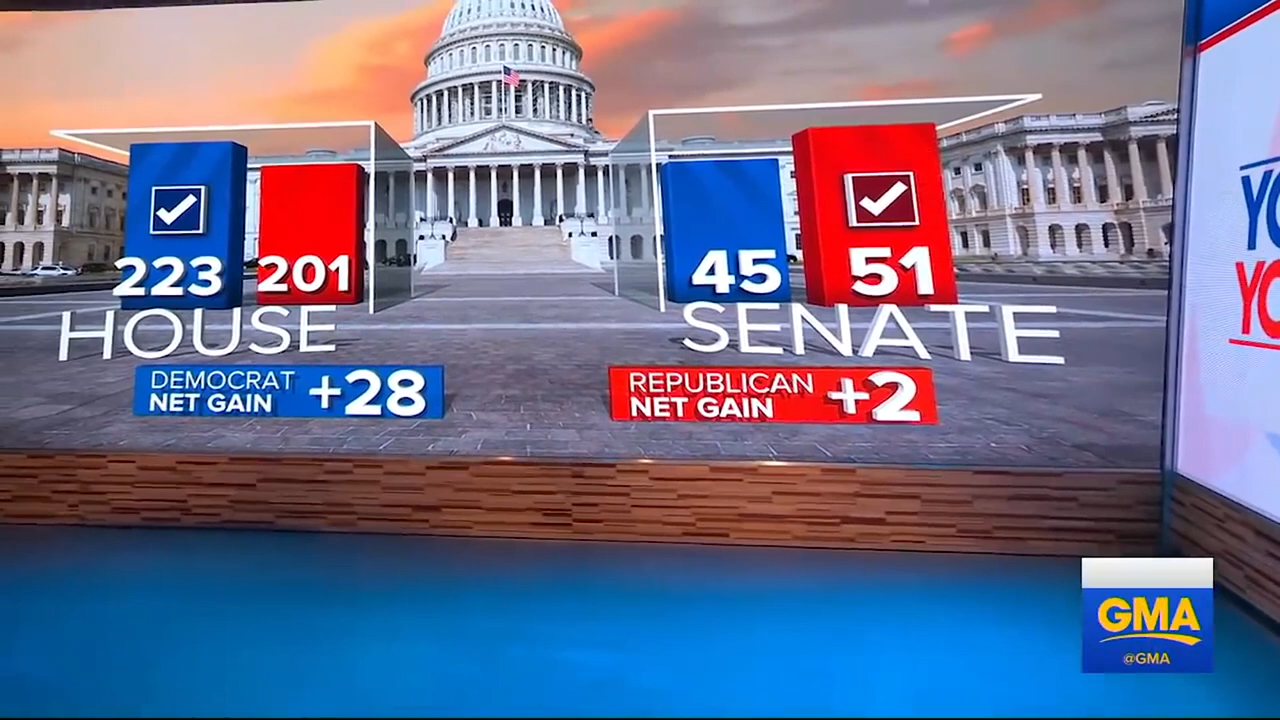 223
201
HOUSE
DEMOCRAT
NET GAIN +28
45
51
SENATE
REPUBLICAN
NET GAIN +2
GMA
@GMA